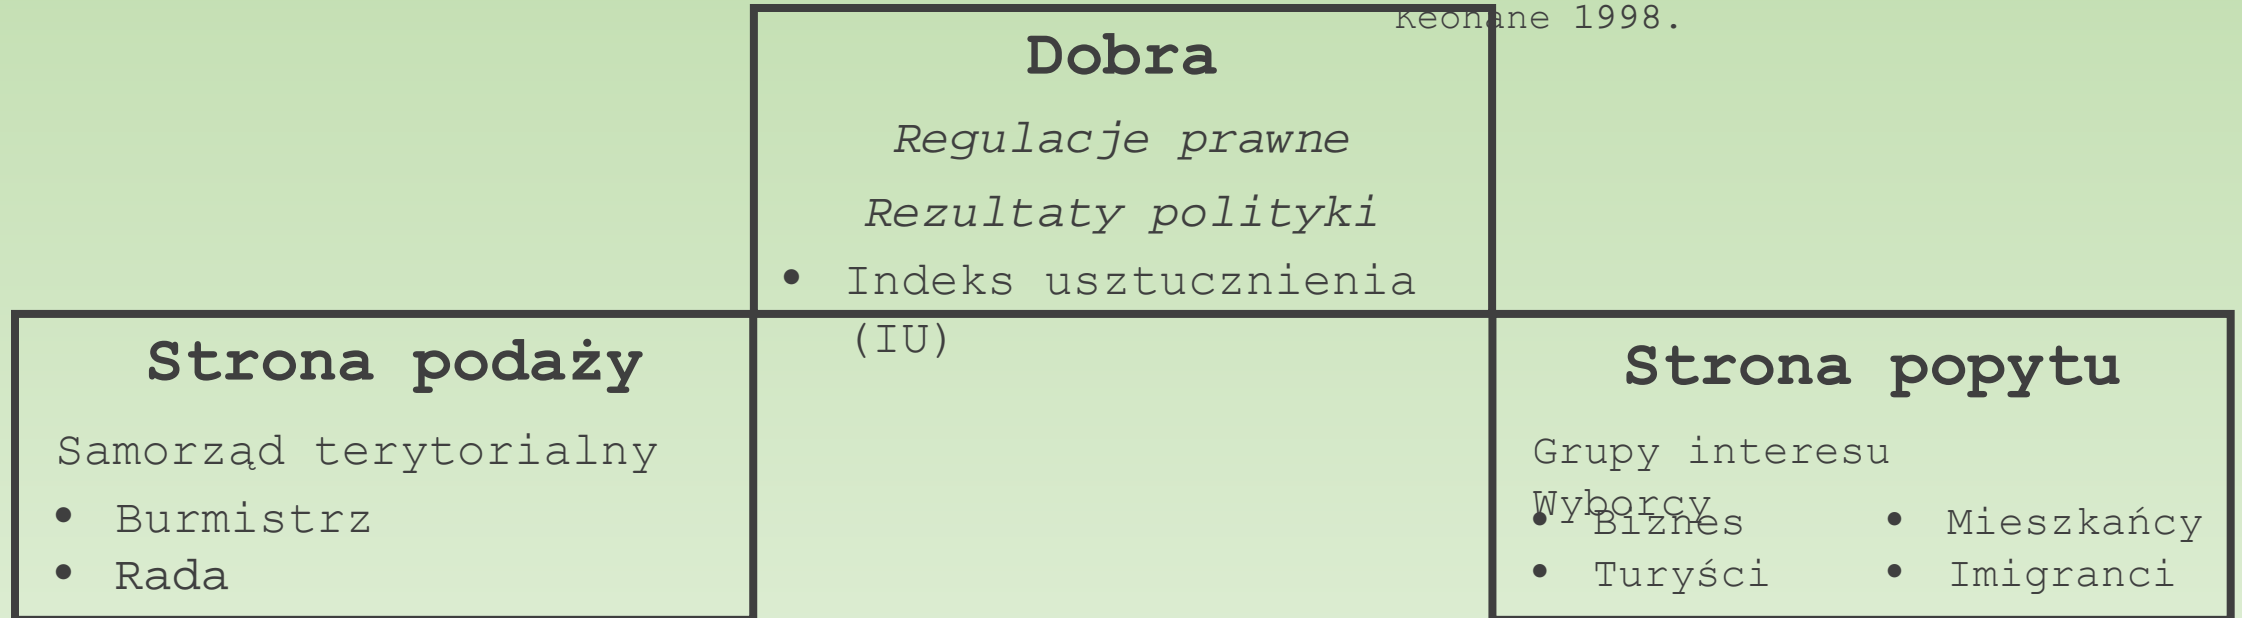 Keohane 1998.
Dobra
Regulacje prawne
Rezultaty polityki
• Indeks usztucznienia
(IU)
Strona podaży
Samorząd terytorialny
• Burmistrz
• Rada
Strona popytu
Grupy interesu
Wyborcy
• Biznes
• Turyści
• Mieszkańcy
• Imigranci